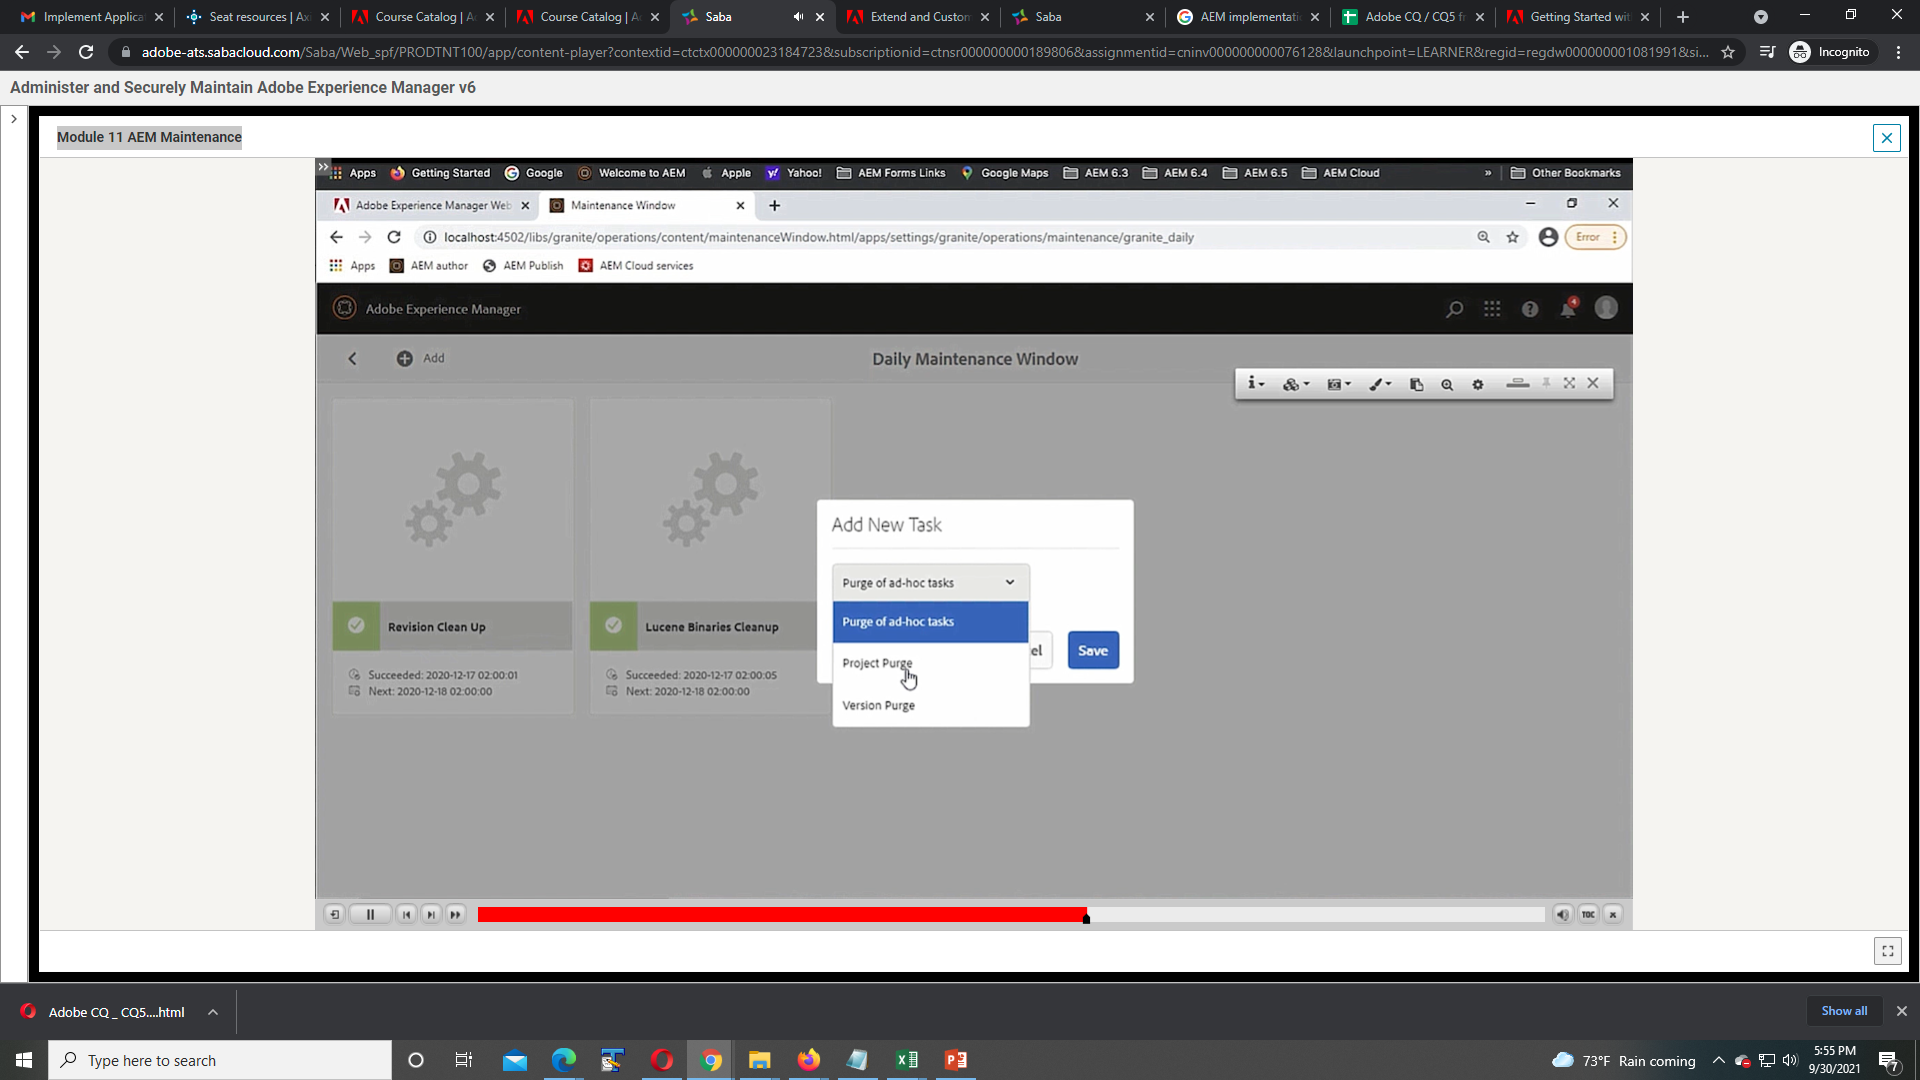 Implement Applica
Seat resources | Ax
Course Catalog | A
Course Catalog | A
Saba
Extend and Custom
Saba
AEM implementati
Adobe CQ / CQ5 fr
Getting Started wit
adobe-ats.sabacloud.com/Saba/Web_spf/PRODTNT100/app/content-player?contextid=ctctx000000023184723&subscriptionid=ctnsr0000000000189806&assignmentid=cninv000000000076128&launchpoint=LEARNER&regid=regdw000000001081991&si...
Incognito
Administer and Securely Maintain Adobe Experience Manager v6
Module 11 AEM Maintenance
Apps
Getting Started
Google
Welcome to AEM
Apple
Yahoo!
AEM Forms Links
Google Maps
AEM 6.3
AEM 6.4
AEM 6.5
AEM Cloud
»
Other Bookmarks
Adobe Experience Manager Web
Maintenance Window
localhost:4502/libs/granite/operations/content/maintenanceWindow.html/apps/settings/granite/operations/maintenance/granite_daily
Error
Apps
AEM author
AEM Publish
AEM Cloud services
Adobe Experience Manager
4
Add
Daily Maintenance Window
Add New Task
Purge of ad-hoc tasks
Purge of ad-hoc tasks
Project Purge
Version Purge
el
Save
Revision Clean Up
Succeeded: 2020-12-17 02:00:01
Next: 2020-12-18 02:00:00
Lucene Binaries Cleanup
Succeeded: 2020-12-17 02:00:05
Next: 2020-12-18 02:00:00
TOC
Adobe CQ _ CQ5....html
Show all
Type here to search
73°F Rain coming
5:55 PM
9/30/2021
7